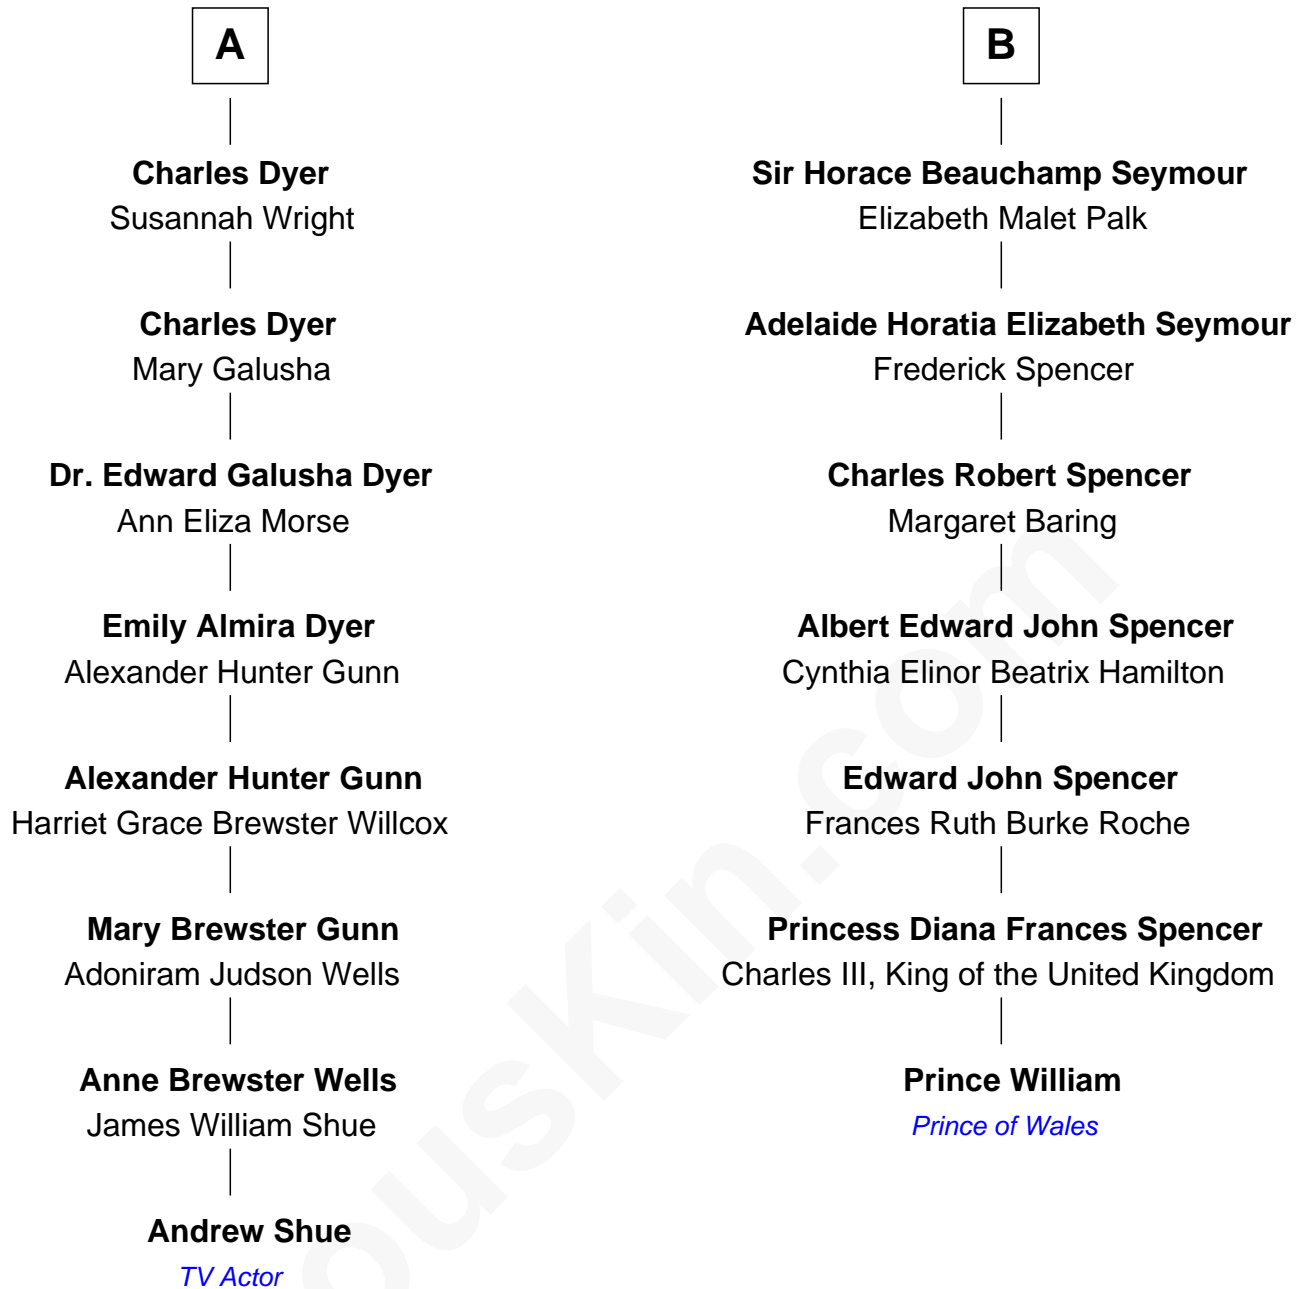 A
Charles Dyer
Susannah Wright
Charles Dyer
Mary Galusha
Dr. Edward Galusha Dyer
Ann Eliza Morse
Emily Almira Dyer
Alexander Hunter Gunn
Alexander Hunter Gunn
Harriet Grace Brewster Willcox
Mary Brewster Gunn
Adoniram Judson Wells
Anne Brewster Wells
James William Shue
Andrew Shue
TV Actor
B
Sir Horace Beauchamp Seymour
Elizabeth Malet Palk
Adelaide Horatia Elizabeth Seymour
Frederick Spencer
Charles Robert Spencer
Margaret Baring
Albert Edward John Spencer
Cynthia Elinor Beatrix Hamilton
Edward John Spencer
Frances Ruth Burke Roche
Princess Diana Frances Spencer
Charles III, King of the United Kingdom
Prince William
Prince of Wales
ousKin.com